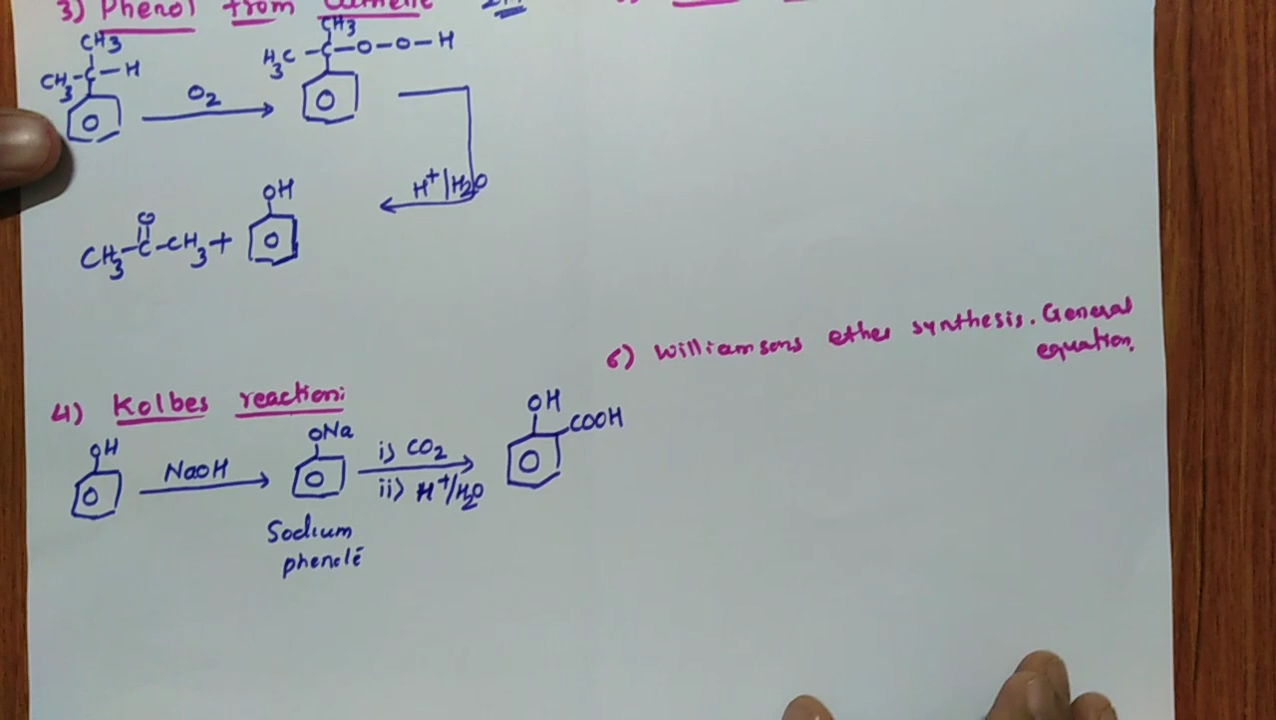 3) Phenol from Cumene
CH3
CH3-C-H
O2
CH3
H3C-C-O-O-H
H+/H2O
O
CH3-C-CH3+
OH
4) Kolbes reaction:
OH
NaOH
ONa
i) CO2
ii) H+/H2O
OH
COOH
Sodium
6) Williamsons ether synthesis. General
equation.